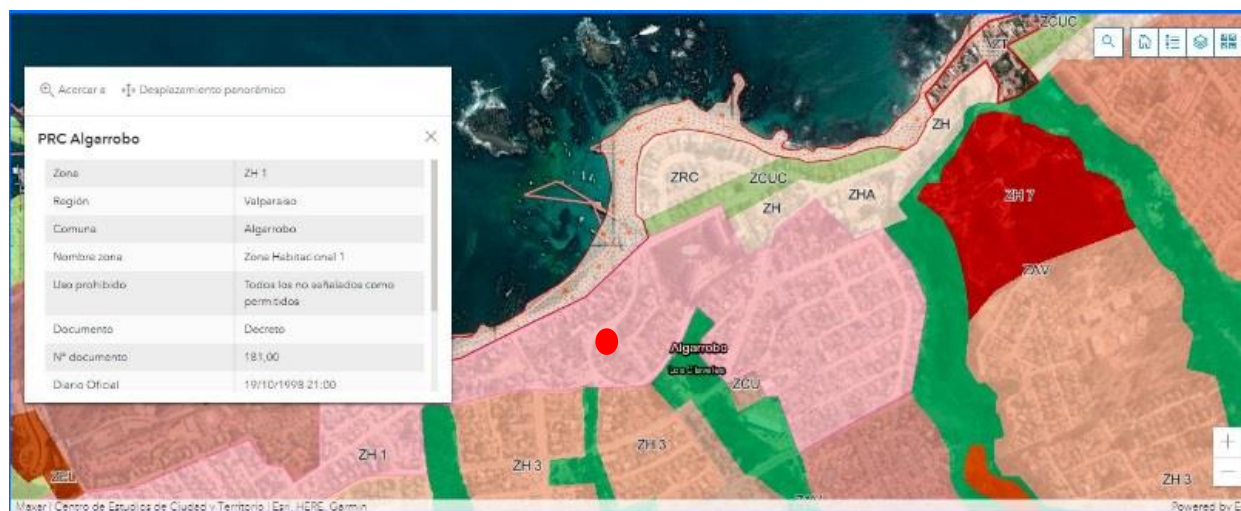 Acercar a Desplazamiento panorámico
PRC Algarrobo
Zona ZH 1
Región Valparaíso
Comuna Algarrobo
Nombre zona Zona Habitacional 1
Uso prohibido Todos los no señalados como
permitidos
Documento Decreto
Nº documento 181,00
Diario Oficial 19/10/1998 21:00
ZCUC
ZT
ZH
ZRC
ZCUC
ZH
ZHA
ZH 7
ZAV
Algarrobo
ZCU
ZH 1
ZH 3
ZH 3
ZH 3
ZEL
Maxar | Centro de Estudios de Ciudad y Territorio | Esri, HERE, Garmin
Powered by E